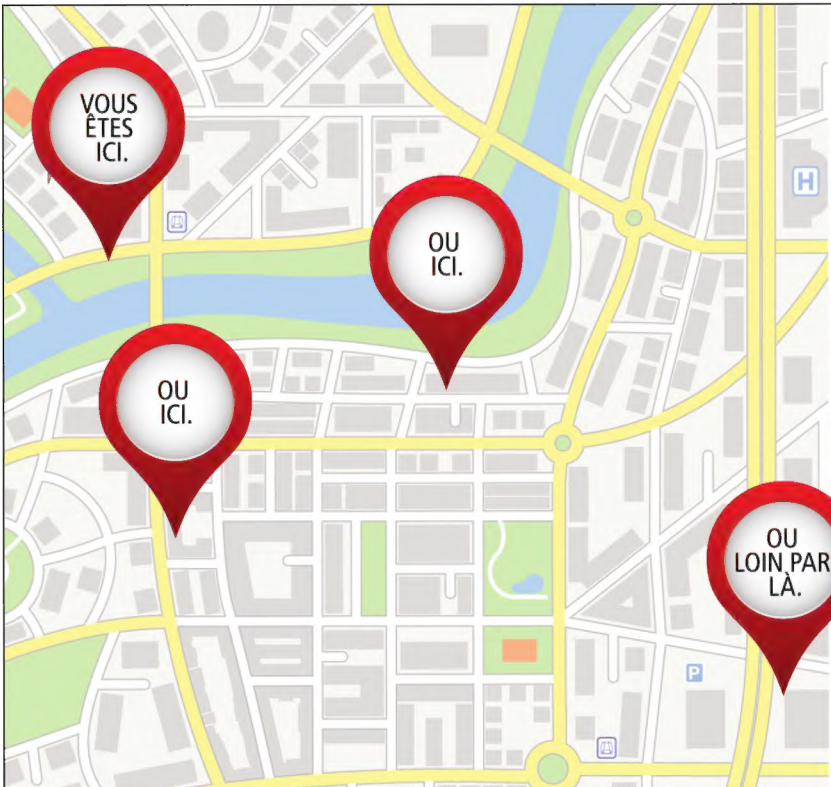 VOUS
ÊTES
ICI.
OU
ICI.
OU
ICI.
OU
LOIN PAR
LÀ.
H
P